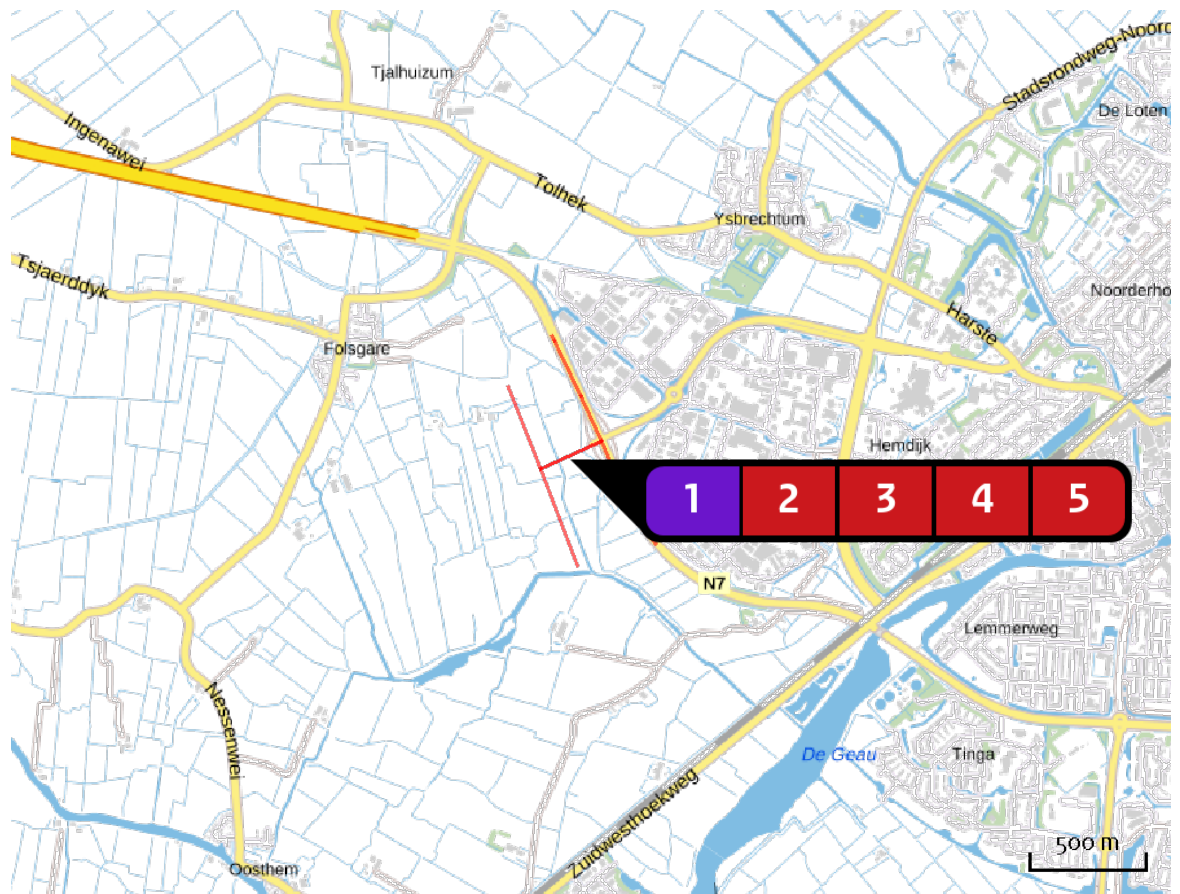 Stadsrondweg-Noord
Tjalhuizum
De Loten
Ingenawei
Tolhek
Ysbrechtum
Tsjaerddyk
Noorderho
Harste
Folsgare
Hemdijk
1 2 3 4 5
N7
Lemmerweg
Nessenwei
De Geau
Tinga
Zuidwesthoekweg
500 m
Oosthem